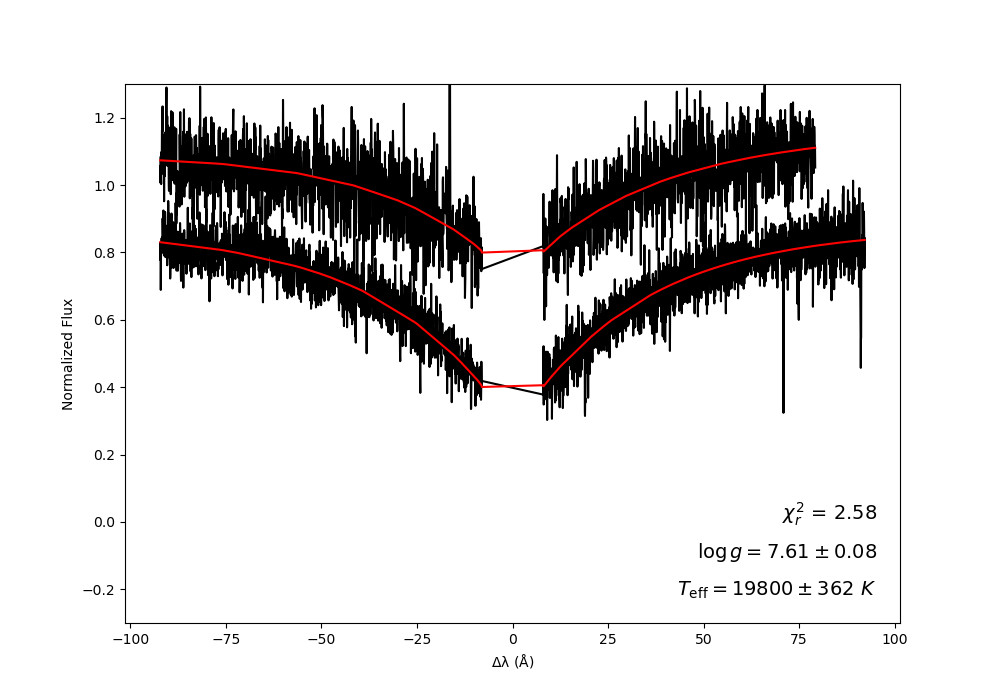 1.2
1.0
0.8
0.6
0.4
0.2
0.0
−0.2
Normalized Flux
χ²ᵣ = 2.58
log g = 7.61 ± 0.08
T_eff = 19800 ± 362 K
−100 −75 −50 −25 0 25 50 75 100
Δλ (Å)